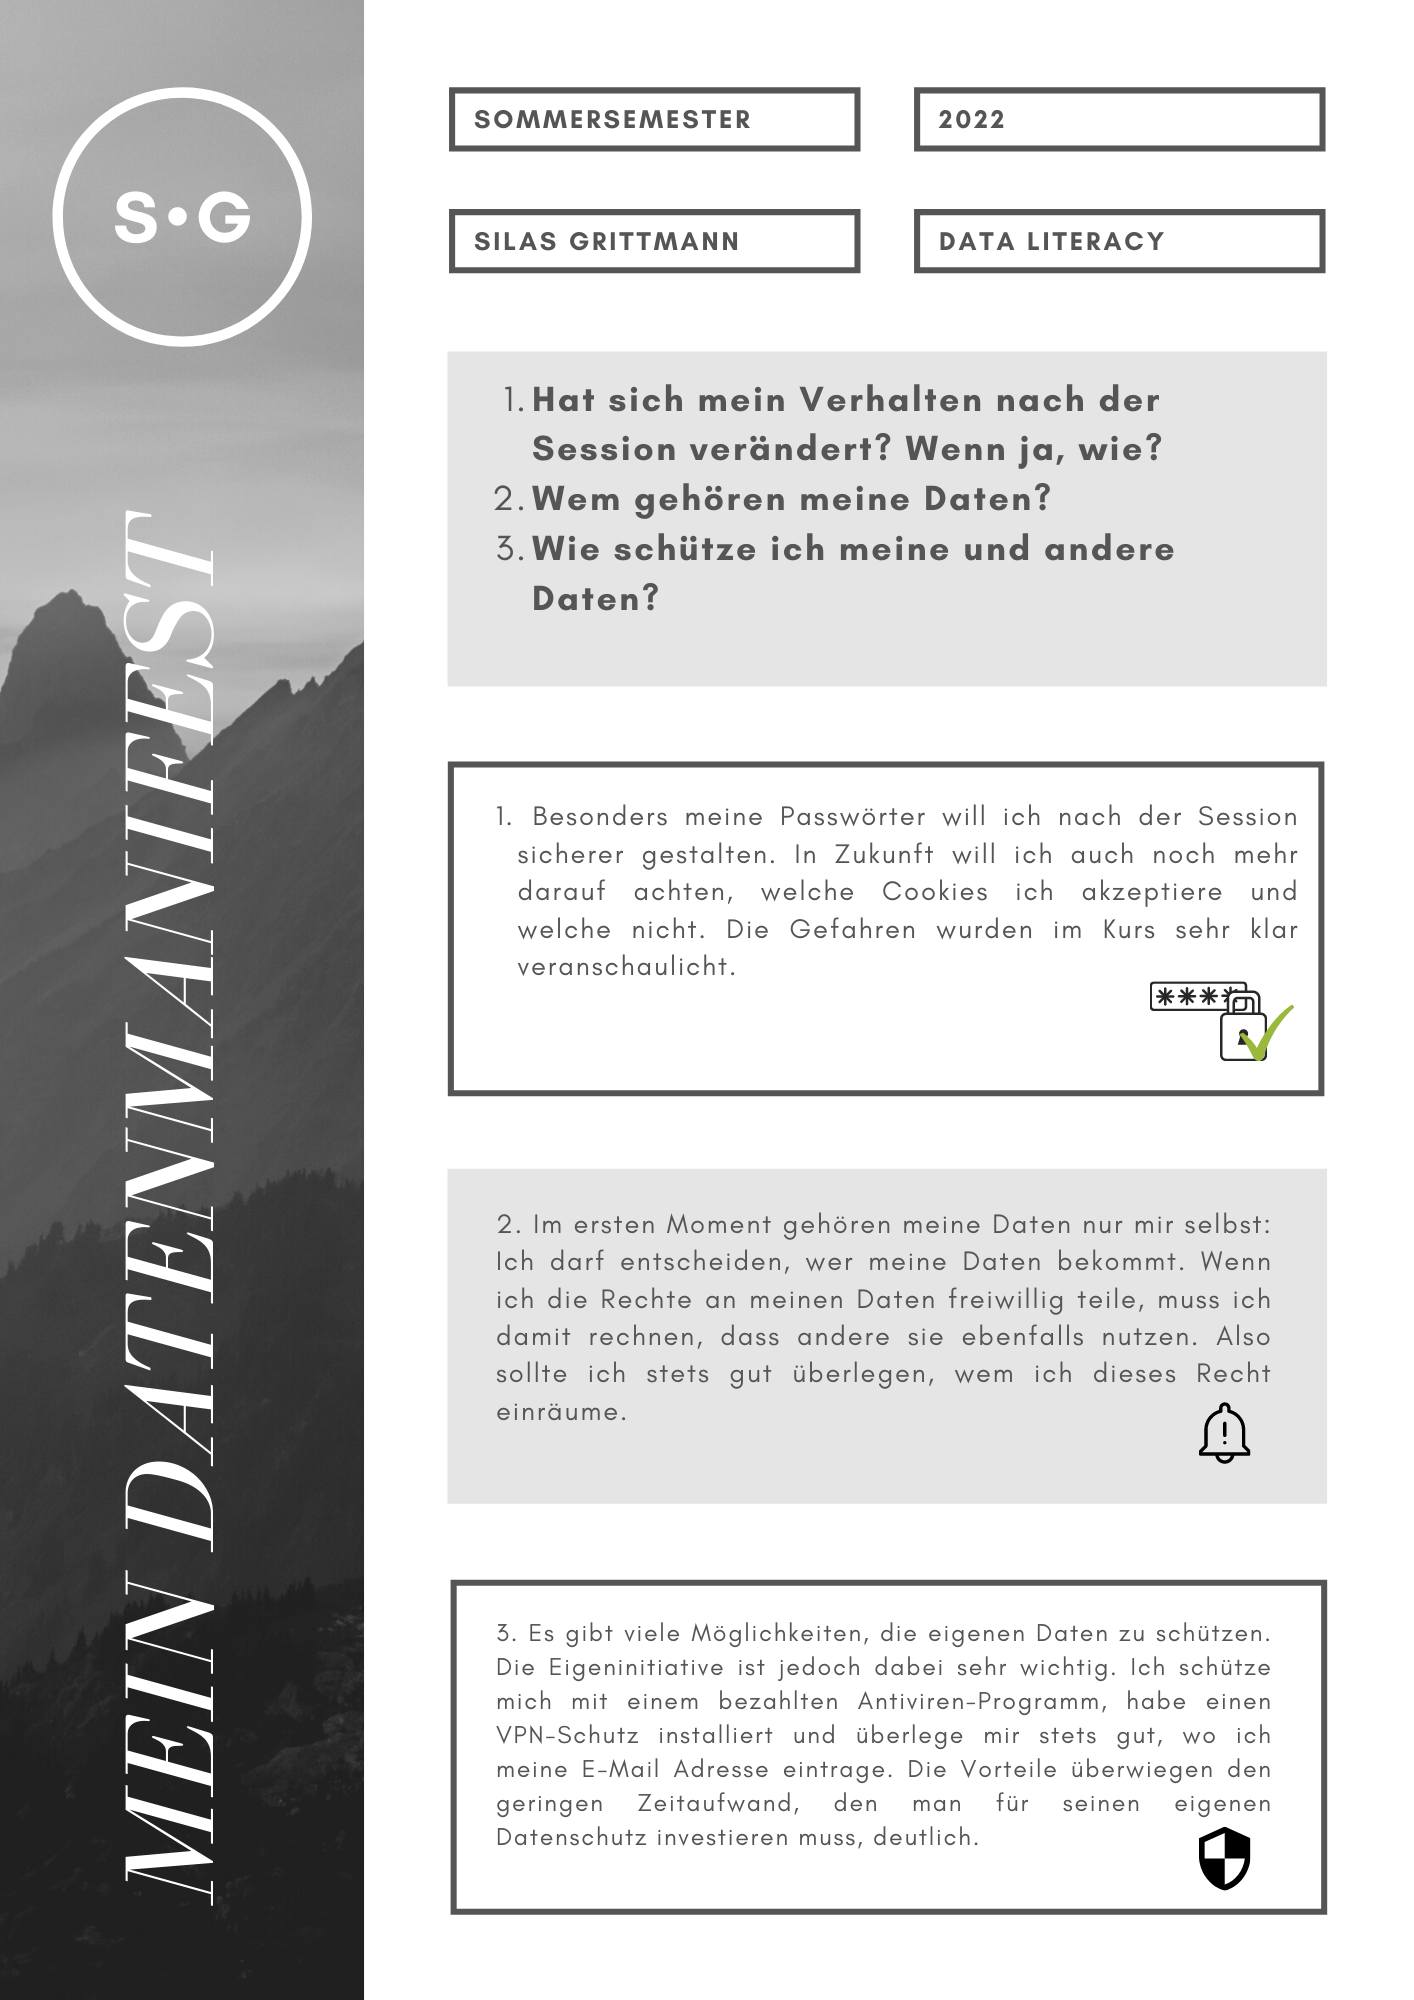 S•G
MEIN DATENMANIFEST
SOMMERSEMESTER
2022
SILAS GRITTMANN
DATA LITERACY
1. Hat sich mein Verhalten nach der
Session verändert? Wenn ja, wie?
2. Wem gehören meine Daten?
3. Wie schütze ich meine und andere
Daten?
1. Besonders meine Passwörter will ich nach der Session
sicherer gestalten. In Zukunft will ich auch noch mehr
darauf achten, welche Cookies ich akzeptiere und
welche nicht. Die Gefahren wurden im Kurs sehr klar
veranschaulicht.
2. Im ersten Moment gehören meine Daten nur mir selbst:
Ich darf entscheiden, wer meine Daten bekommt. Wenn
ich die Rechte an meinen Daten freiwillig teile, muss ich
damit rechnen, dass andere sie ebenfalls nutzen. Also
sollte ich stets gut überlegen, wem ich dieses Recht
einräume.
3. Es gibt viele Möglichkeiten, die eigenen Daten zu schützen.
Die Eigeninitiative ist jedoch dabei sehr wichtig. Ich schütze
mich mit einem bezahlten Antiviren-Programm, habe einen
VPN-Schutz installiert und überlege mir stets gut, wo ich
meine E-Mail Adresse eintrage. Die Vorteile überwiegen den
geringen Zeitaufwand, den man für seinen eigenen
Datenschutz investieren muss, deutlich.